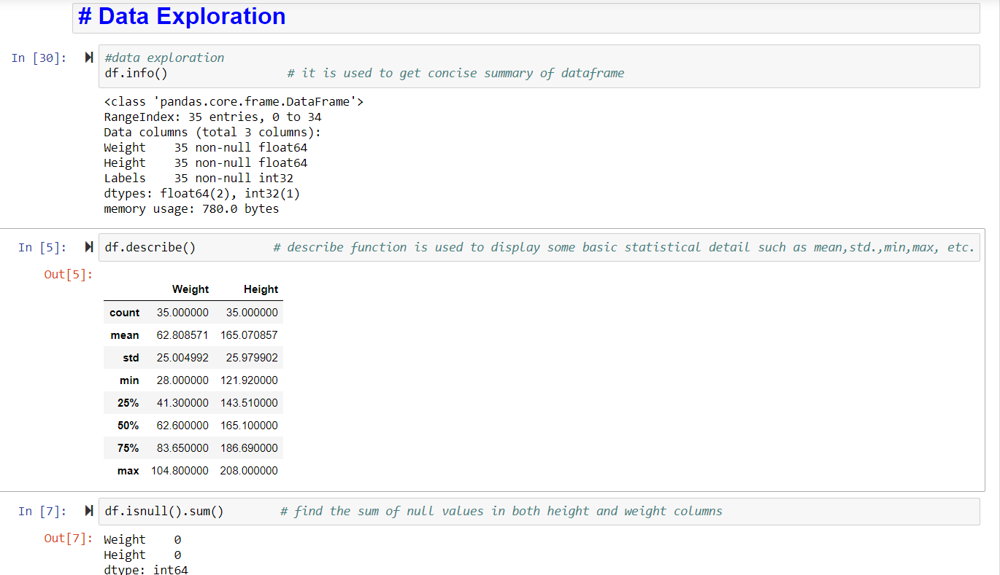 # Data Exploration
In [30]: #data exploration
df.info() # it is used to get concise summary of dataframe
<class 'pandas.core.frame.DataFrame'>
RangeIndex: 35 entries, 0 to 34
Data columns (total 3 columns):
Weight 35 non-null float64
Height 35 non-null float64
Labels 35 non-null int32
dtypes: float64(2), int32(1)
memory usage: 780.0 bytes
In [5]: df.describe() # describe function is used to display some basic statistical detail such as mean,std.,min,max, etc.
Out[5]:
Weight Height
count 35.000000 35.000000
mean 62.808571 165.070857
std 25.004992 25.979902
min 28.000000 121.920000
25% 41.300000 143.510000
50% 62.600000 165.100000
75% 83.650000 186.690000
max 104.800000 208.000000
In [7]: df.isnull().sum() # find the sum of null values in both height and weight columns
Out[7]: Weight 0
Height 0
dtype: int64